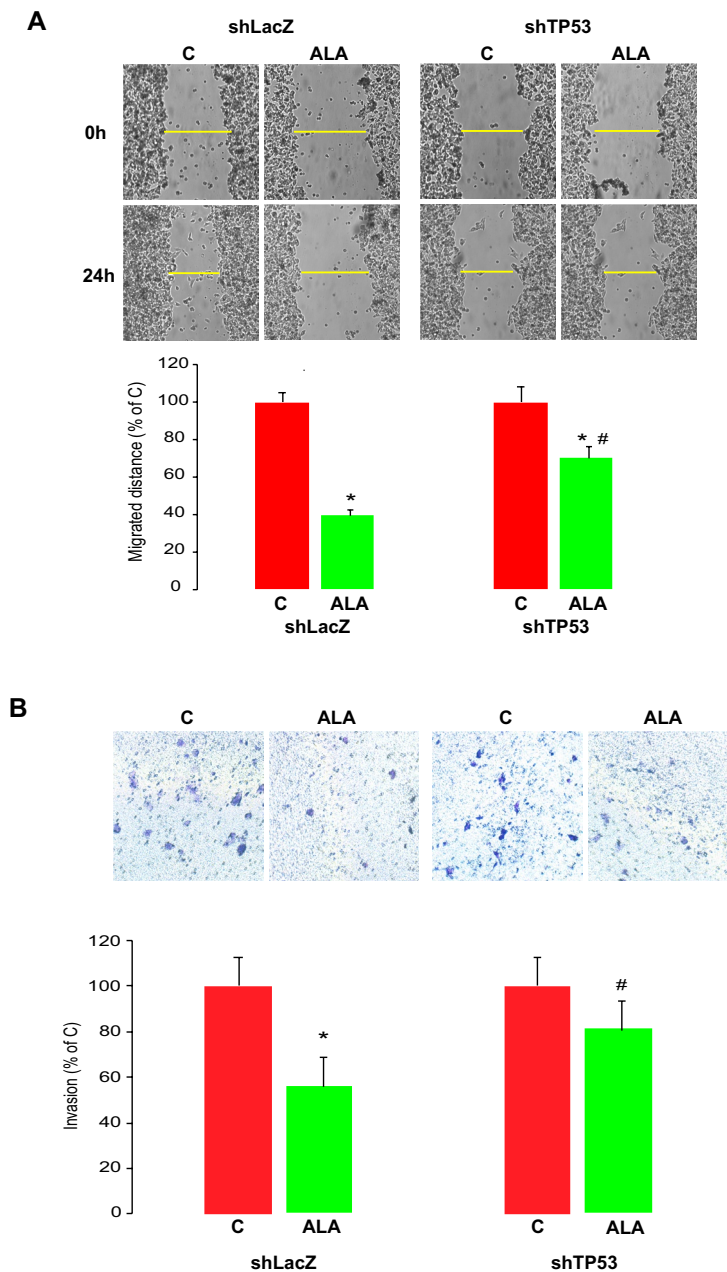 A
shLacZ shTP53
C ALA C ALA
0h
24h
120
100
80
60
40
20
0
Migrated distance (% of C)
*
* #
C ALA C ALA
shLacZ shTP53
B
C ALA C ALA
120
100
80
60
40
20
0
Invasion (% of C)
*
#
C ALA C ALA
shLacZ shTP53